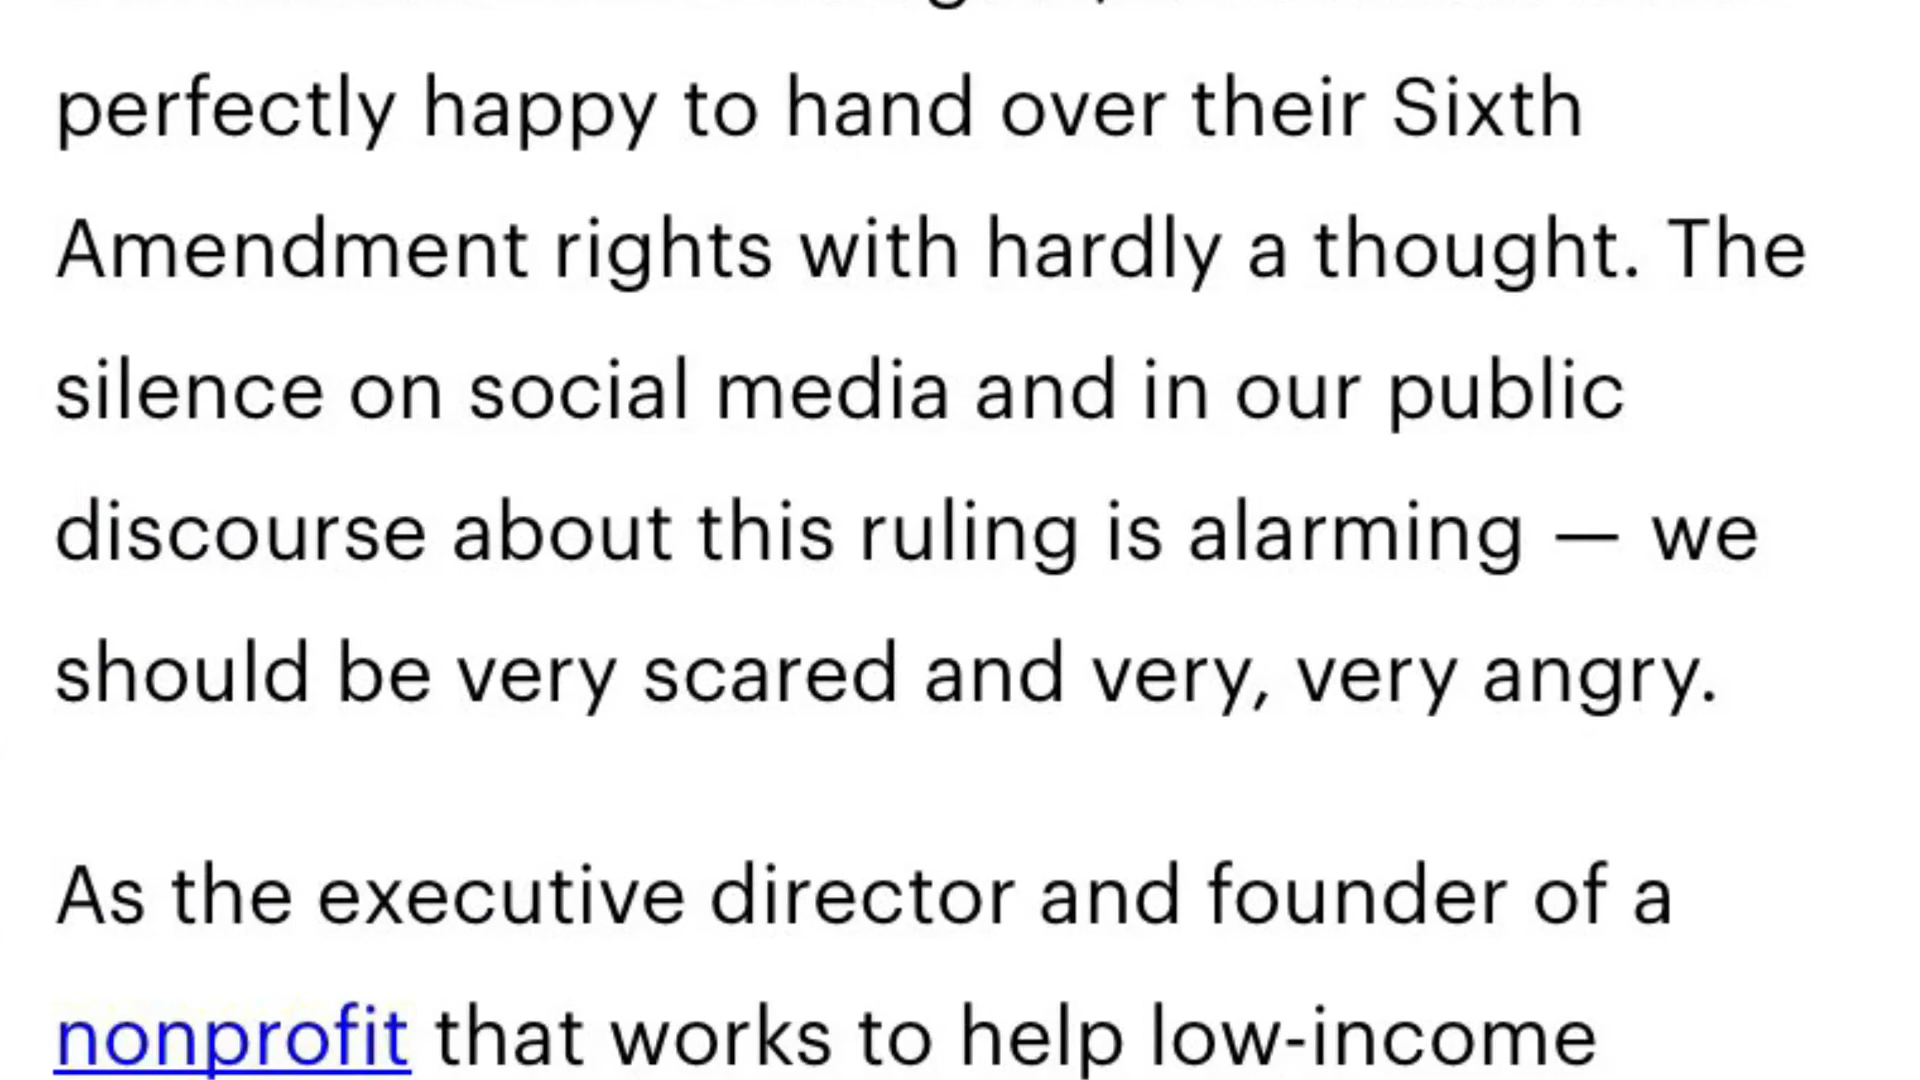 perfectly happy to hand over their Sixth
Amendment rights with hardly a thought. The
silence on social media and in our public
discourse about this ruling is alarming — we
should be very scared and very, very angry.
As the executive director and founder of a
nonprofit that works to help low-income